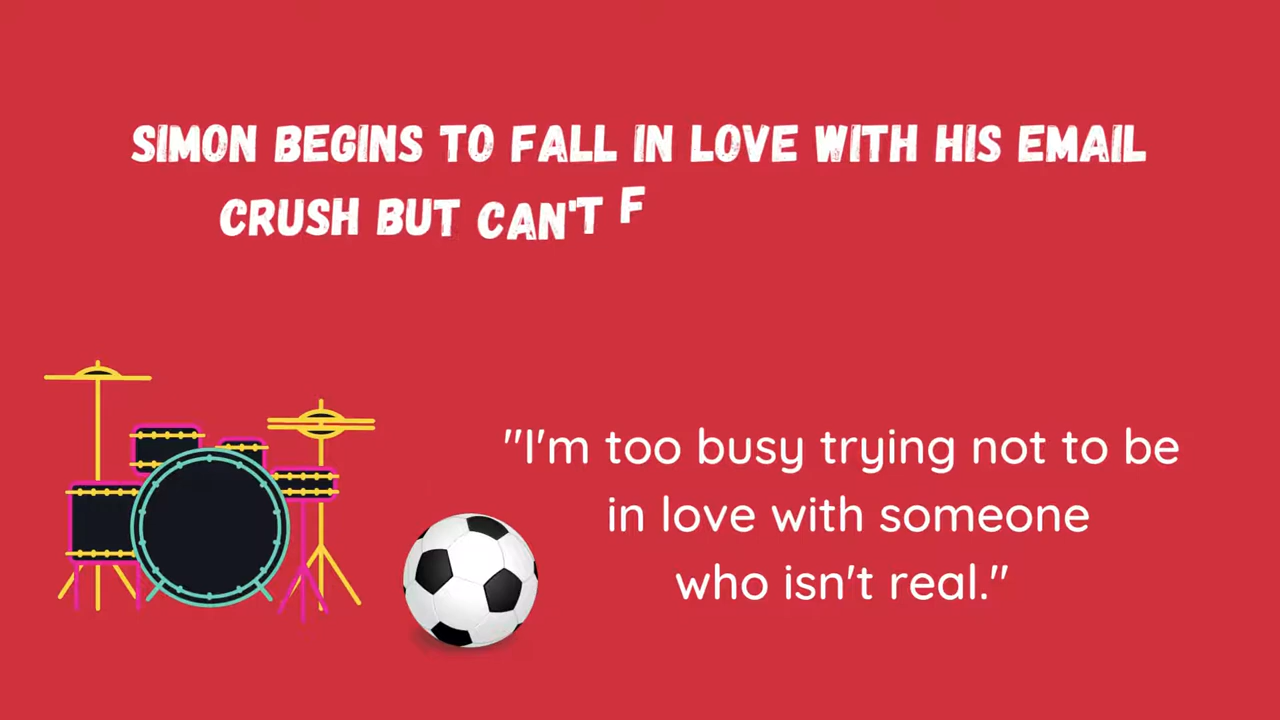 SIMON BEGINS TO FALL IN LOVE WITH HIS EMAIL
CRUSH BUT CAN'T F
"I'm too busy trying not to be
in love with someone
who isn't real."